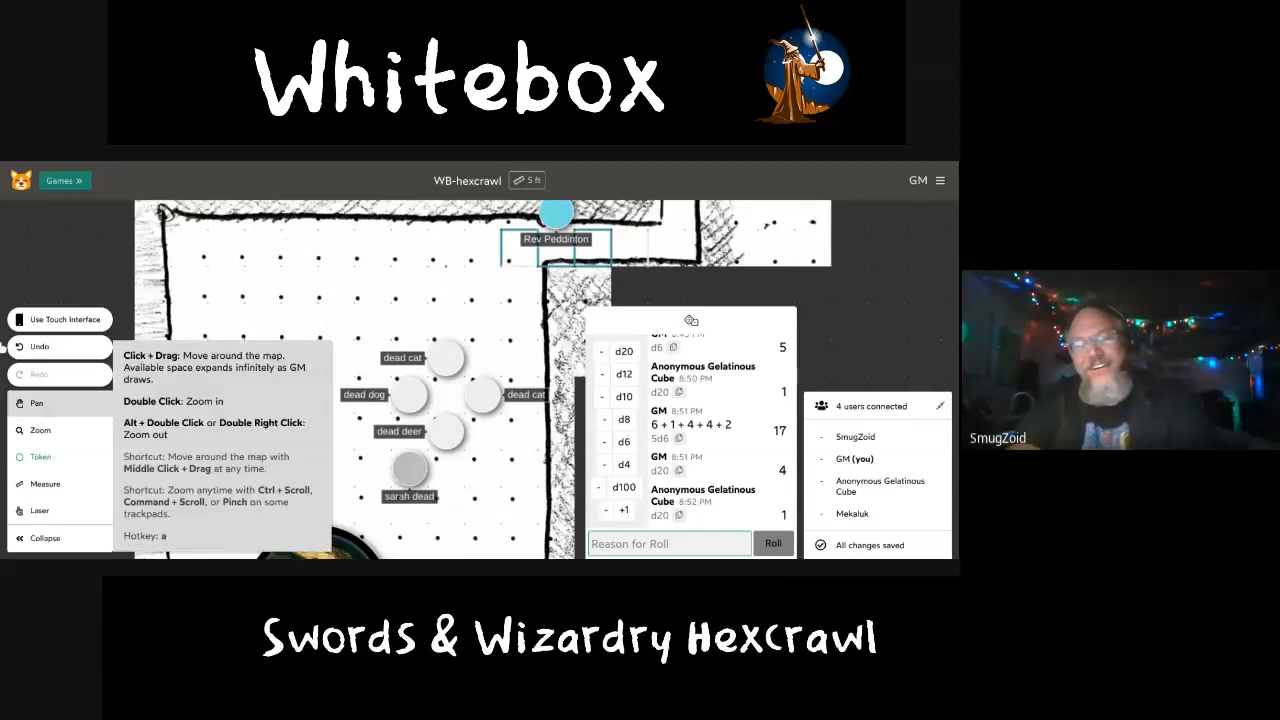 Whitebox
Games »
WB-hexcrawl
5 ft
GM
Rev Peddinton
dead cat
dead dog
dead cat
dead deer
sarah dead
Use Touch Interface
Undo
Redo
Pan
Zoom
Token
Measure
Laser
Collapse
Click + Drag: Move around the map.
Available space expands infinitely as GM
draws.
Double Click: Zoom in
Alt + Double Click or Double Right Click:
Zoom out
Shortcut: Move around the map with
Middle Click + Drag at any time.
Shortcut: Zoom anytime with Ctrl + Scroll,
Command + Scroll, or Pinch on some
trackpads.
Hotkey: a
- d20
- d12
- d10
- d8
- d6
- d4
- d100
- +1
d6 5
Anonymous Gelatinous
Cube 8:50 PM
d20 1
GM 8:51 PM
6 + 1 + 4 + 4 + 2 17
5d6
GM 8:51 PM
d20 4
Anonymous Gelatinous
Cube 8:52 PM
d20 1
Reason for Roll
Roll
4 users connected
- SmugZoid
- GM (you)
- Anonymous Gelatinous
Cube
- Mekaluk
All changes saved
SmugZoid
Swords & Wizardry Hexcrawl